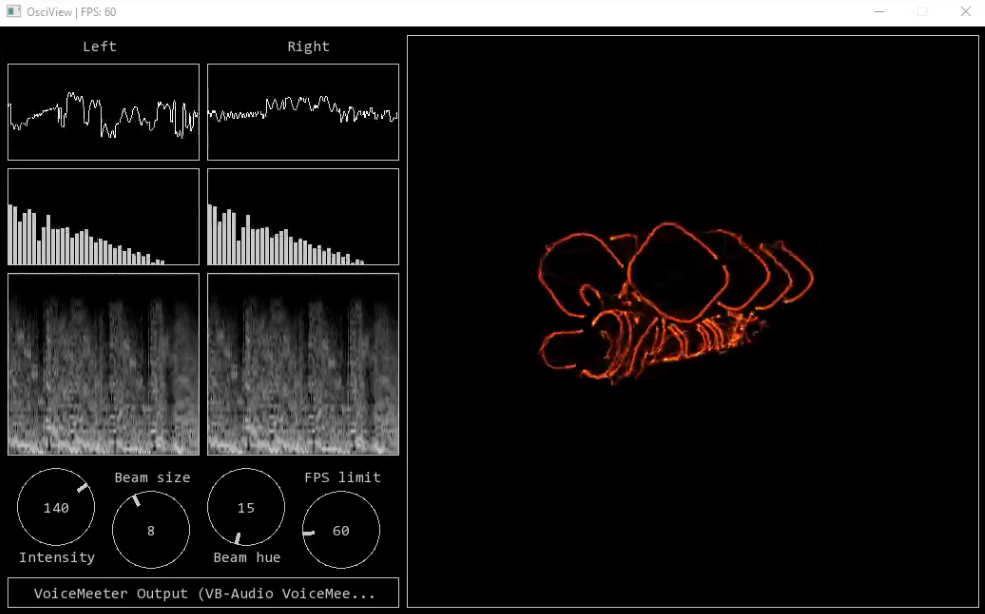 OsciView | FPS: 60
Left
Right
140
Intensity
Beam size
8
15
Beam hue
FPS limit
60
VoiceMeeter Output (VB-Audio VoiceMee...